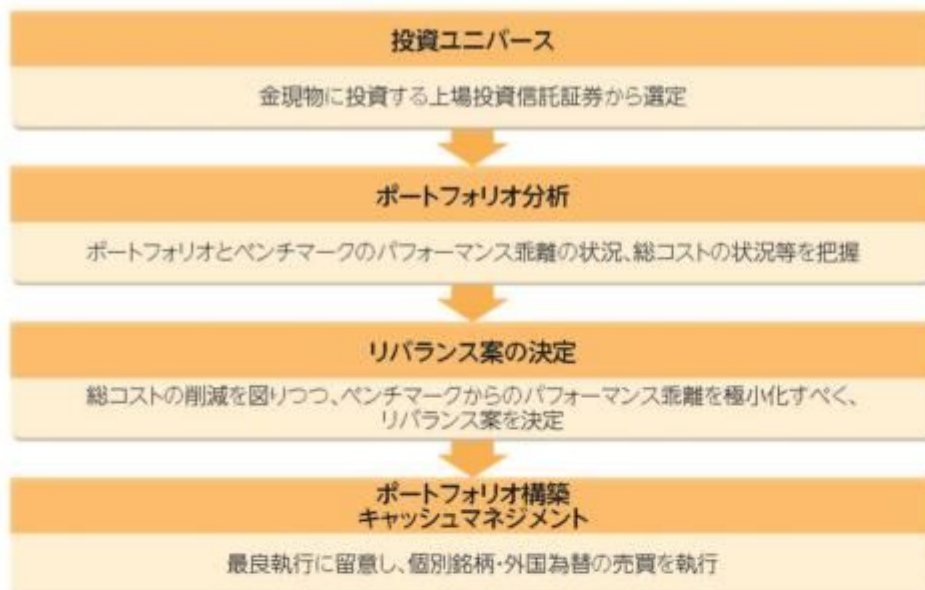 投資ユニバース
金現物に投資する上場投資信託証券から選定
ポートフォリオ分析
ポートフォリオとベンチマークのパフォーマンス乖離の状況、総コストの状況等を把握
リバランス案の決定
総コストの削減を図りつつ、ベンチマークからのパフォーマンス乖離を極小化すべく、
リバランス案を決定
ポートフォリオ構築
キャッシュマネジメント
最良執行に留意し、個別銘柄・外国為替の売買を執行